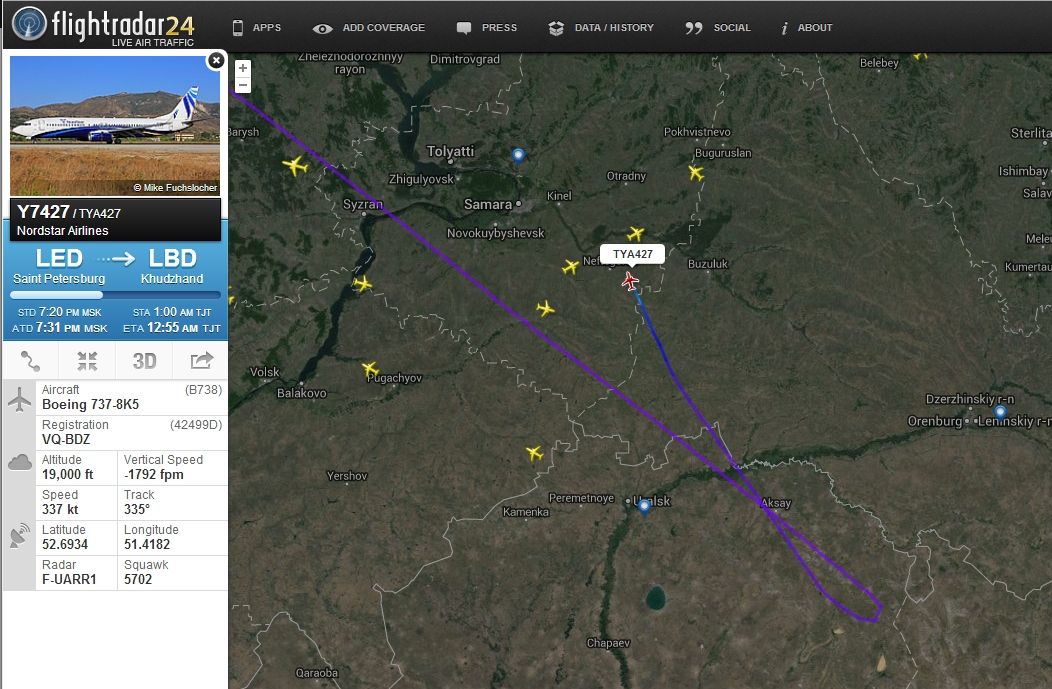 flightradar24
LIVE AIR TRAFFIC
APPS
ADD COVERAGE
PRESS
DATA / HISTORY
SOCIAL
ABOUT
© Mike Fuchslocher
Y7427 / TYA427
Nordstar Airlines
LED LBD
Saint Petersburg Khudzhand
STD 7:20 PM MSK STA 1:00 AM TJT
ATD 7:31 PM MSK ETA 12:55 AM TJT
3D
Aircraft (B738)
Boeing 737-8K5
Registration (42499D)
VQ-BDZ
Altitude Vertical Speed
19,000 ft -1792 fpm
Speed Track
337 kt 335°
Latitude Longitude
52.6934 51.4182
Radar Squawk
F-UARR1 5702
+
−
Zheleznodorozhnyy
rayon
Dimitrovgrad
Belebey
Barysh
Tolyatti
Pokhvistnevo
Sterlita
Buguruslan
Zhigulyovsk
Otradny
Ishimbay
Kinel
Salav
Syzran
Samara
Novokuybyshevsk
Meleu
TYA427
Buzuluk
Kumertau
Volsk
Pugachyov
Balakovo
Dzerzhinskiy r-n
Orenburg
Leninskiy r-n
Yershov
Peremetnoye
Uralsk
Aksay
Kamenka
Chapaev
Qaraoba